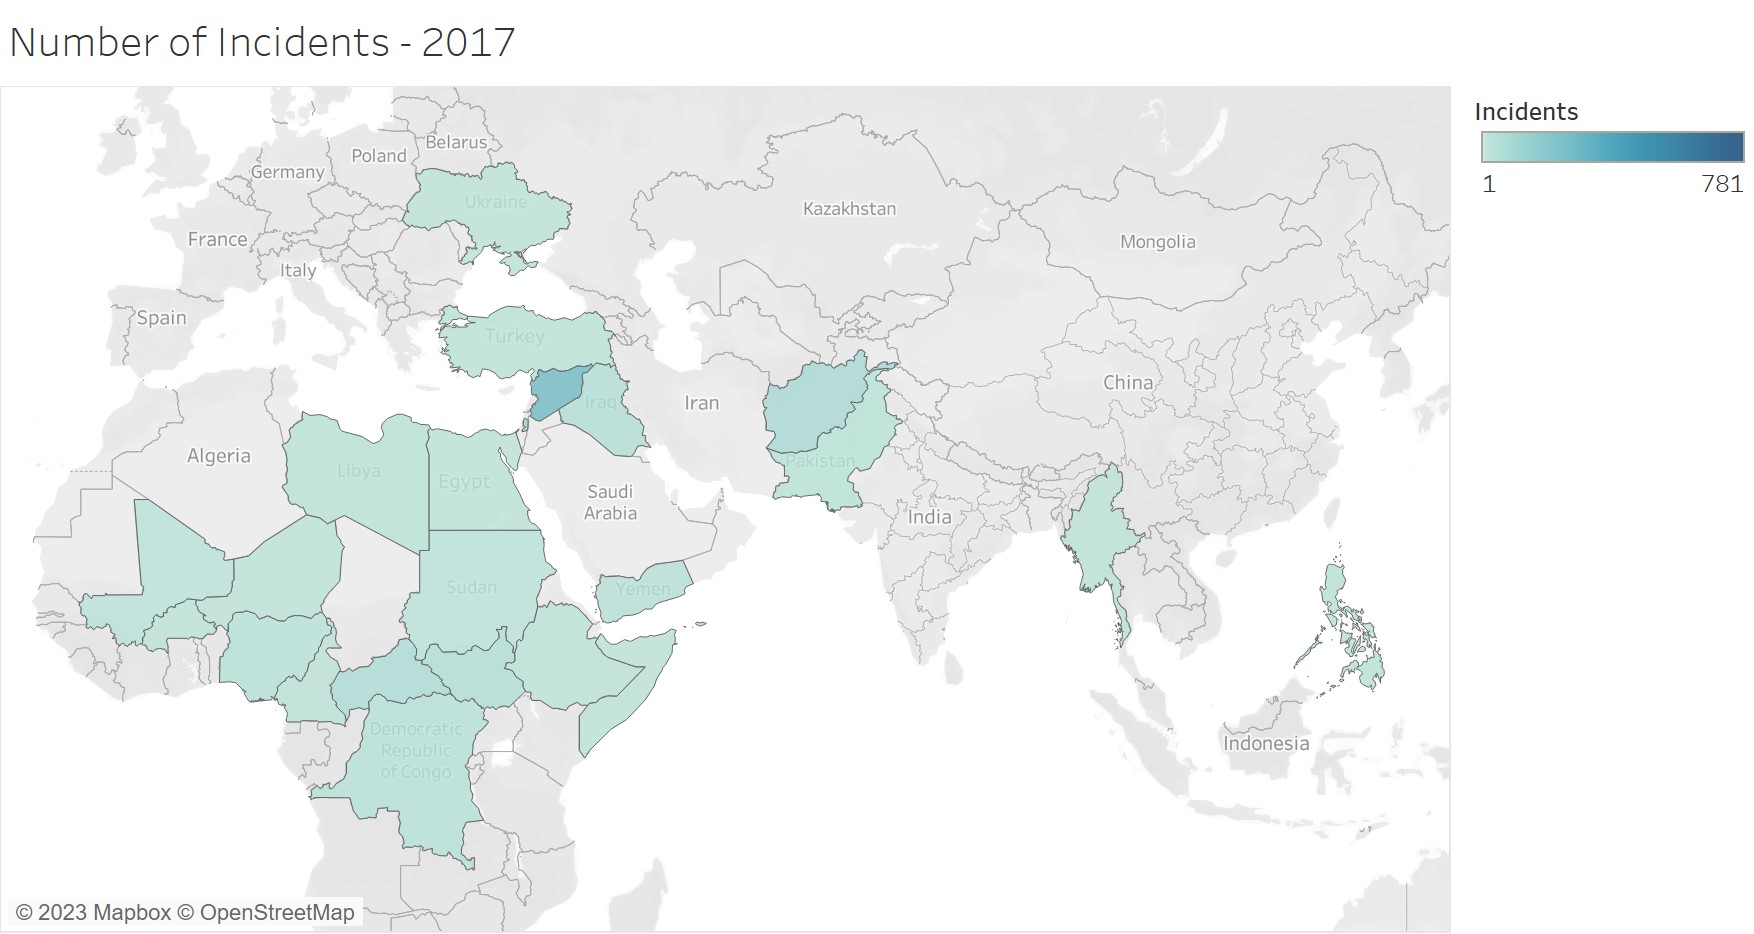 Number of Incidents - 2017
Incidents
1
781
Belarus
Poland
Germany
Ukraine
France
Kazakhstan
Mongolia
Italy
Spain
Turkey
China
Iran
Iraq
Algeria
Libya
Egypt
Pakistan
Saudi
Arabia
India
Sudan
Yemen
Democratic
Republic
of Congo
Indonesia
© 2023 Mapbox © OpenStreetMap